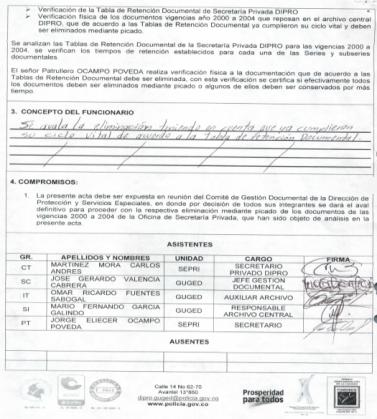 ➢ Verificación de la Tabla de Retención Documental de Secretaria Privada DIPRO
➢ Verificación física de los documentos vigencias año 2000 a 2004 que reposan en el archivo central
DIPRO, que de acuerdo a las Tablas de Retención Documental ya cumplieron su ciclo vital y deben
ser eliminados mediante picado.
Se analizan las Tablas de Retención Documental de la Secretaria Privada DIPRO para las vigencias 2000 a
2004, se verifican los tiempos de retención establecidos para cada una de las Series y subseries
documentales.
El señor Patrullero OCAMPO POVEDA realiza verificación física a la documentación que de acuerdo a las
Tablas de Retención Documental debe ser eliminada, con esta verificación se certifica si efectivamente todos
los documentos deben ser eliminados mediante picado o algunos de ellos deben ser conservados por más
tiempo.
3. CONCEPTO DEL FUNCIONARIO
Si avala la eliminación teniendo en cuenta que ya cumplieron
su ciclo vital de acuerdo a la Tabla de retención Documental.
4. COMPROMISOS:
1. La presente acta debe ser expuesta en reunión del Comité de Gestión Documental de la Dirección de
Protección y Servicios Especiales, en donde por decisión de todos sus integrantes se dará el aval
definitivo para proceder con la respectiva eliminación mediante picado de los documentos de las
vigencias 2000 a 2004 de la Oficina de Secretaria Privada, que han sido objeto de análisis en la
presente acta.
ASISTENTES
GR. APELLIDOS Y NOMBRES UNIDAD CARGO FIRMA
CT MARTINEZ MORA CARLOS ANDRES SEPRI SECRETARIO PRIVADO DIPRO
SC JOSE GERARDO VALENCIA CABRERA GUGED JEFE GESTION DOCUMENTAL
IT OMAR RICARDO FUENTES SABOGAL GUGED AUXILIAR ARCHIVO
SI MARIO FERNANDO GARCIA GALINDO GUGED RESPONSABLE ARCHIVO CENTRAL
PT JORGE ELIECER OCAMPO POVEDA SEPRI SECRETARIO
AUSENTES
Calle 14 No 62-70
Avantel 13*860
dipro.guged@policia.gov.co
www.policia.gov.co
Prosperidad
para todos